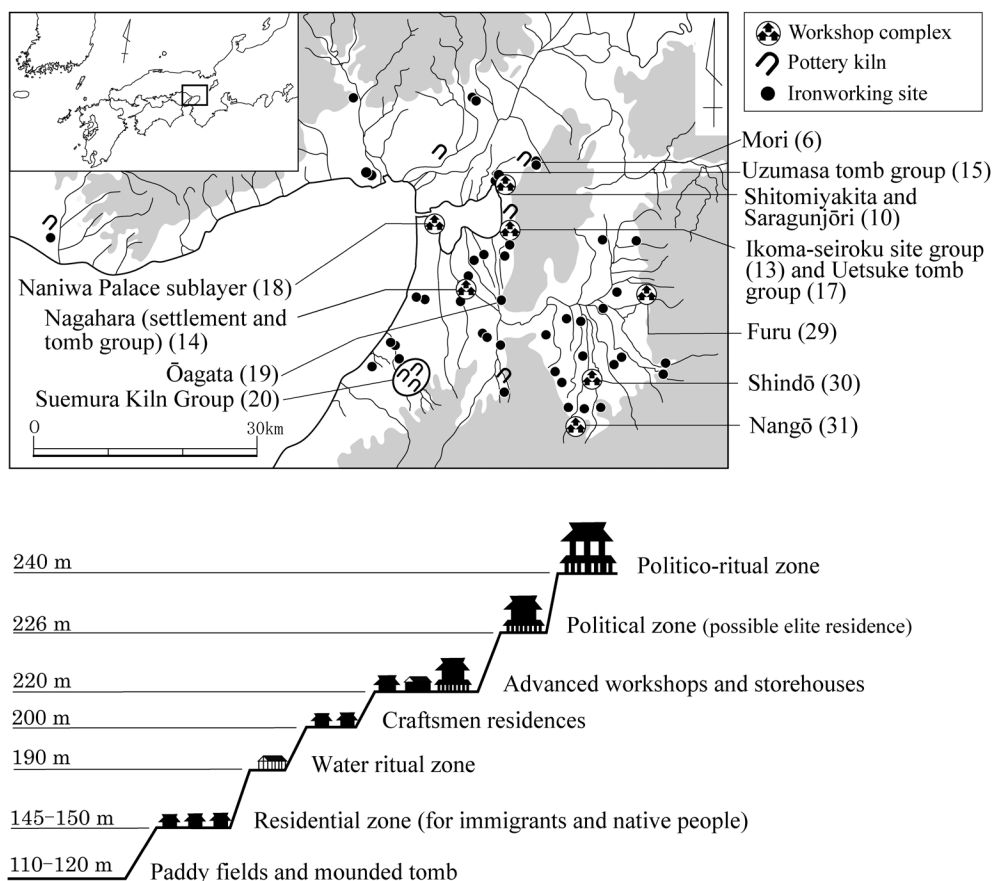 Workshop complex
Pottery kiln
Ironworking site
Mori (6)
Uzumasa tomb group (15)
Shitomiyakita and
Saragunjōri (10)
Ikoma-seiroku site group
(13) and Uetsuke tomb
group (17)
Furu (29)
Shindō (30)
Nangō (31)
Naniwa Palace sublayer (18)
Nagahara (settlement and
tomb group) (14)
Ōagata (19)
Suemura Kiln Group (20)
0 30km
240 m Politico-ritual zone
226 m Political zone (possible elite residence)
220 m Advanced workshops and storehouses
200 m Craftsmen residences
190 m Water ritual zone
145-150 m Residential zone (for immigrants and native people)
110-120 m Paddy fields and mounded tomb